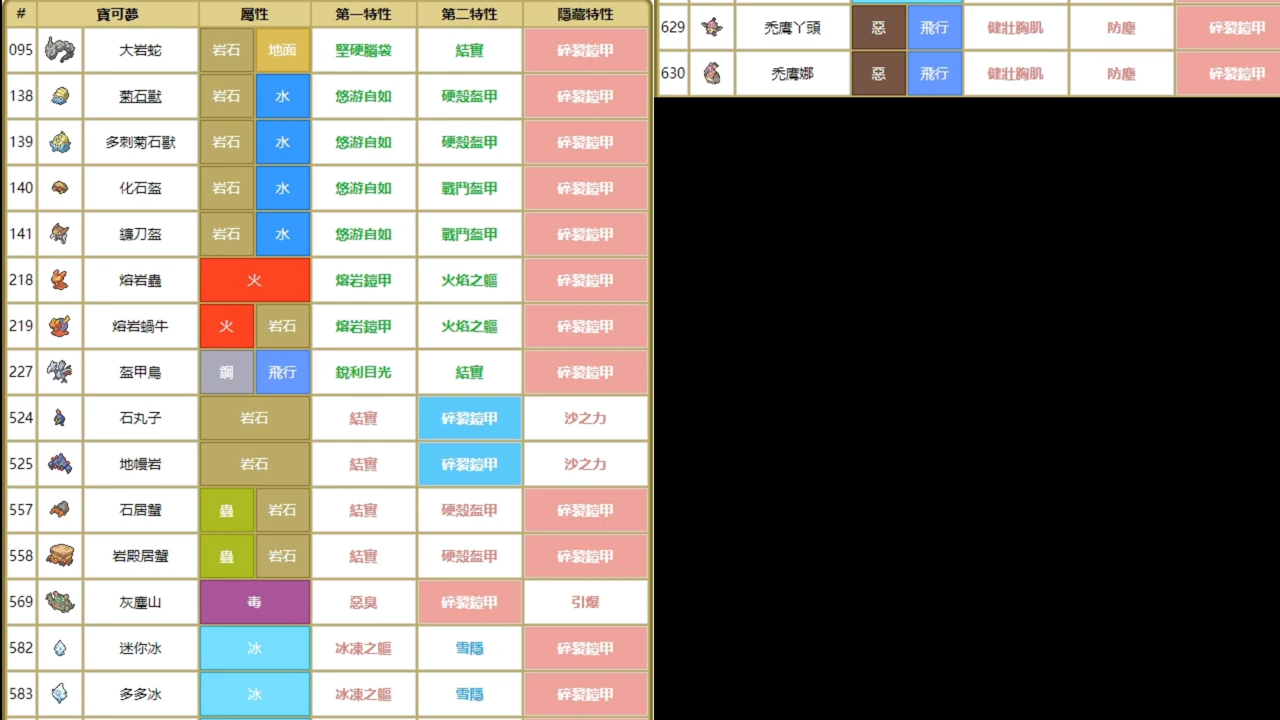 # 寶可夢 屬性 第一特性 第二特性 隱藏特性
095 大岩蛇 岩石 地面 堅硬腦袋 結實 碎裂鎧甲
138 菊石獸 岩石 水 悠游自如 硬殼盔甲 碎裂鎧甲
139 多刺菊石獸 岩石 水 悠游自如 硬殼盔甲 碎裂鎧甲
140 化石盔 岩石 水 悠游自如 戰鬥盔甲 碎裂鎧甲
141 鐮刀盔 岩石 水 悠游自如 戰鬥盔甲 碎裂鎧甲
218 熔岩蟲 火 熔岩鎧甲 火焰之軀 碎裂鎧甲
219 熔岩蝸牛 火 岩石 熔岩鎧甲 火焰之軀 碎裂鎧甲
227 盔甲鳥 鋼 飛行 銳利目光 結實 碎裂鎧甲
524 石丸子 岩石 結實 碎裂鎧甲 沙之力
525 地幔岩 岩石 結實 碎裂鎧甲 沙之力
557 石居蟹 蟲 岩石 結實 硬殼盔甲 碎裂鎧甲
558 岩殿居蟹 蟲 岩石 結實 硬殼盔甲 碎裂鎧甲
569 灰塵山 毒 惡臭 碎裂鎧甲 引爆
582 迷你冰 冰 冰凍之軀 雪隱 碎裂鎧甲
583 多多冰 冰 冰凍之軀 雪隱 碎裂鎧甲
629 禿鷹丫頭 惡 飛行 健壯胸肌 防塵 碎裂鎧甲
630 禿鷹娜 惡 飛行 健壯胸肌 防塵 碎裂鎧甲